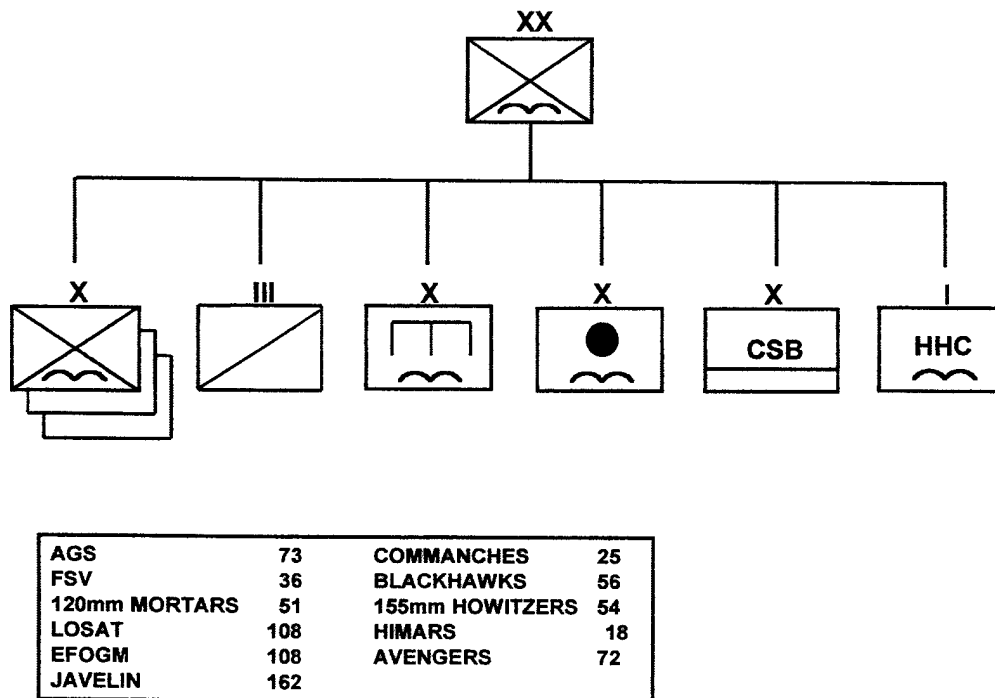 XX
X III X X X I
CSB HHC
AGS 73 COMMANCHES 25
FSV 36 BLACKHAWKS 56
120mm MORTARS 51 155mm HOWITZERS 54
LOSAT 108 HIMARS 18
EFOGM 108 AVENGERS 72
JAVELIN 162